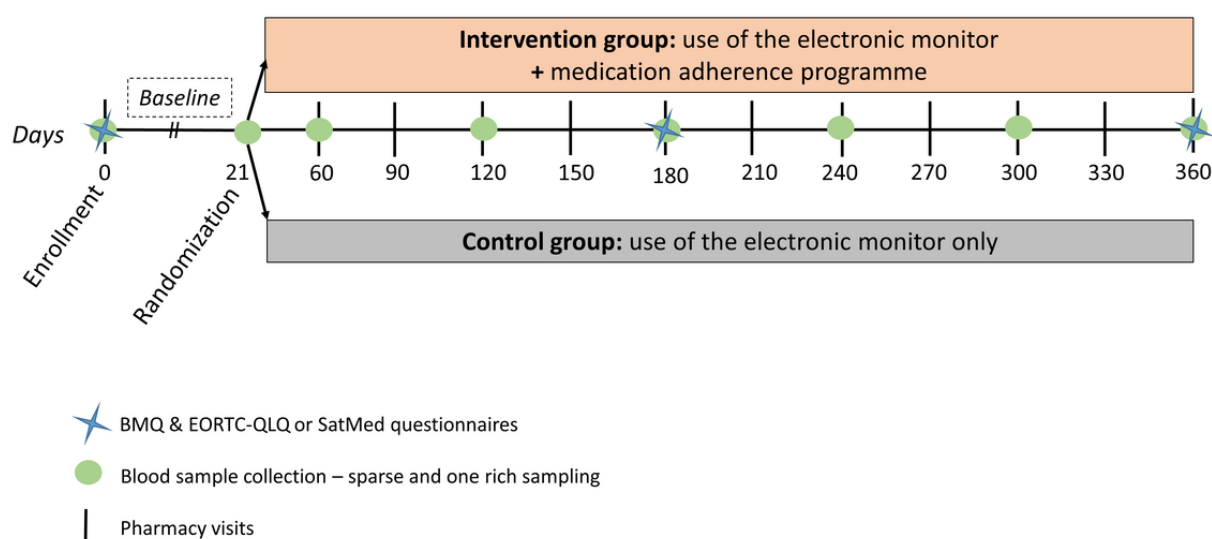 Intervention group: use of the electronic monitor
+ medication adherence programme
Baseline
Days
0
21
60
90
120
150
180
210
240
270
300
330
360
Enrollment
Randomization
Control group: use of the electronic monitor only
BMQ & EORTC-QLQ or SatMed questionnaires
Blood sample collection – sparse and one rich sampling
Pharmacy visits